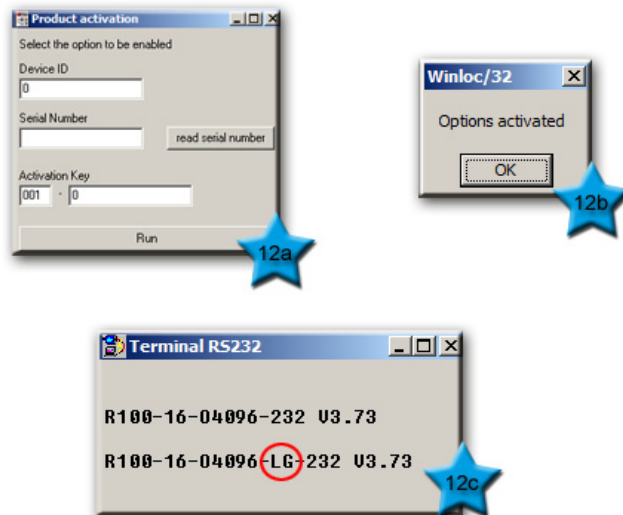 Product activation
Select the option to be enabled
Device ID
0
Serial Number
read serial number
Activation Key
001 - 0
Run
12a
Winloc/32
Options activated
OK
12b
Terminal RS232
R100-16-04096-232 V3.73
R100-16-04096-LG-232 V3.73
12c